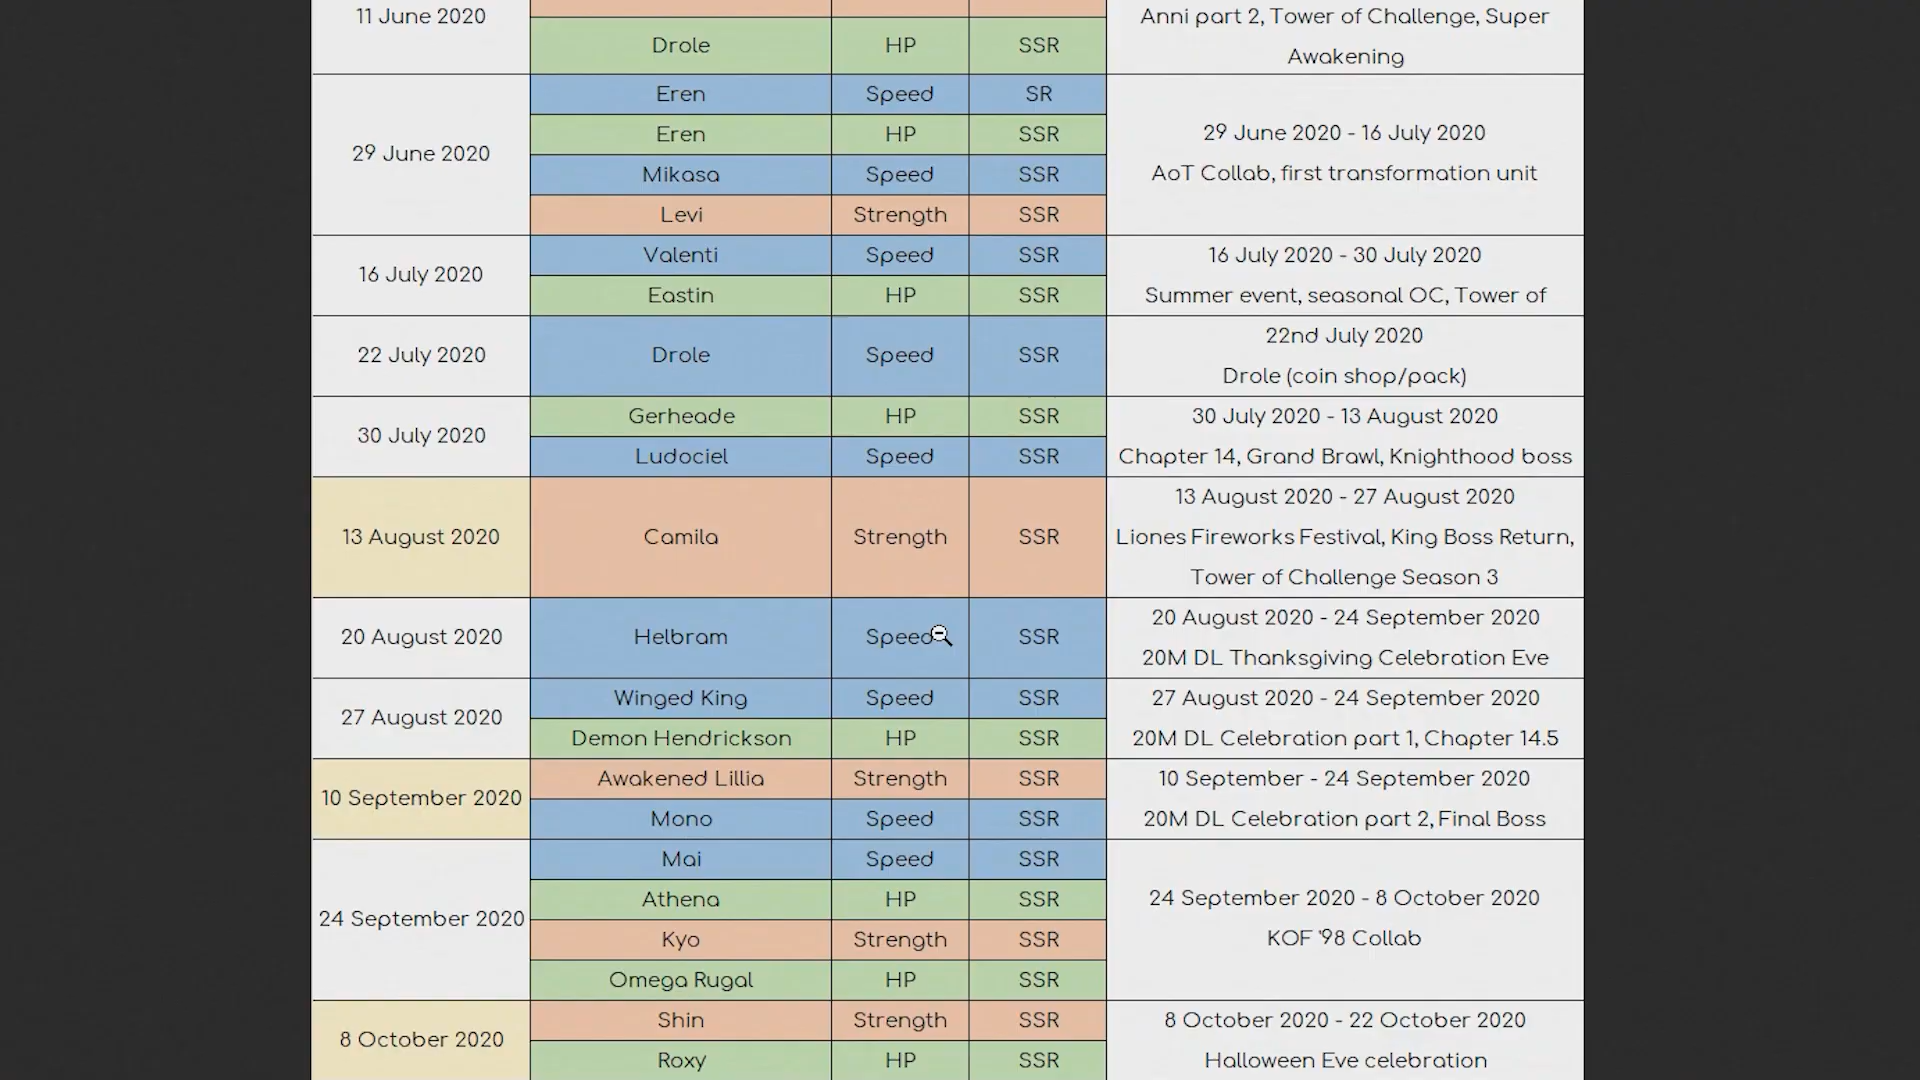 11 June 2020
Anni part 2, Tower of Challenge, Super
Awakening
Drole HP SSR
29 June 2020
Eren Speed SR
Eren HP SSR
Mikasa Speed SSR
Levi Strength SSR
29 June 2020 - 16 July 2020
AoT Collab, first transformation unit
16 July 2020
Valenti Speed SSR
Eastin HP SSR
16 July 2020 - 30 July 2020
Summer event, seasonal OC, Tower of
22 July 2020
Drole Speed SSR
22nd July 2020
Drole (coin shop/pack)
30 July 2020
Gerheade HP SSR
Ludociel Speed SSR
30 July 2020 - 13 August 2020
Chapter 14, Grand Brawl, Knighthood boss
13 August 2020
Camila Strength SSR
13 August 2020 - 27 August 2020
Liones Fireworks Festival, King Boss Return,
Tower of Challenge Season 3
20 August 2020
Helbram Speed SSR
20 August 2020 - 24 September 2020
20M DL Thanksgiving Celebration Eve
27 August 2020
Winged King Speed SSR
Demon Hendrickson HP SSR
27 August 2020 - 24 September 2020
20M DL Celebration part 1, Chapter 14.5
10 September 2020
Awakened Lillia Strength SSR
Mono Speed SSR
10 September - 24 September 2020
20M DL Celebration part 2, Final Boss
24 September 2020
Mai Speed SSR
Athena HP SSR
Kyo Strength SSR
Omega Rugal HP SSR
24 September 2020 - 8 October 2020
KOF '98 Collab
8 October 2020
Shin Strength SSR
Roxy HP SSR
8 October 2020 - 22 October 2020
Halloween Eve celebration